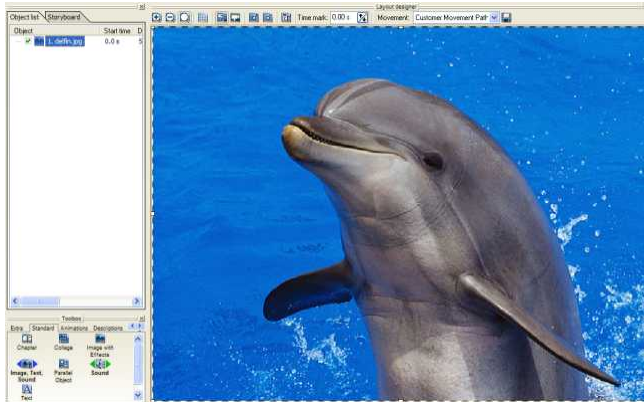 Layout designer
Object list Storyboard
Time mark: 0.00 s Movement: Customer Movement Path
Object Start time D
1. delfin.jpg 0.0 s 5
Toolbox
Extra Standard Animations Descriptions
Chapter Collage Image with Effects
Image, Text, Sound Parallel Object Sound
Text